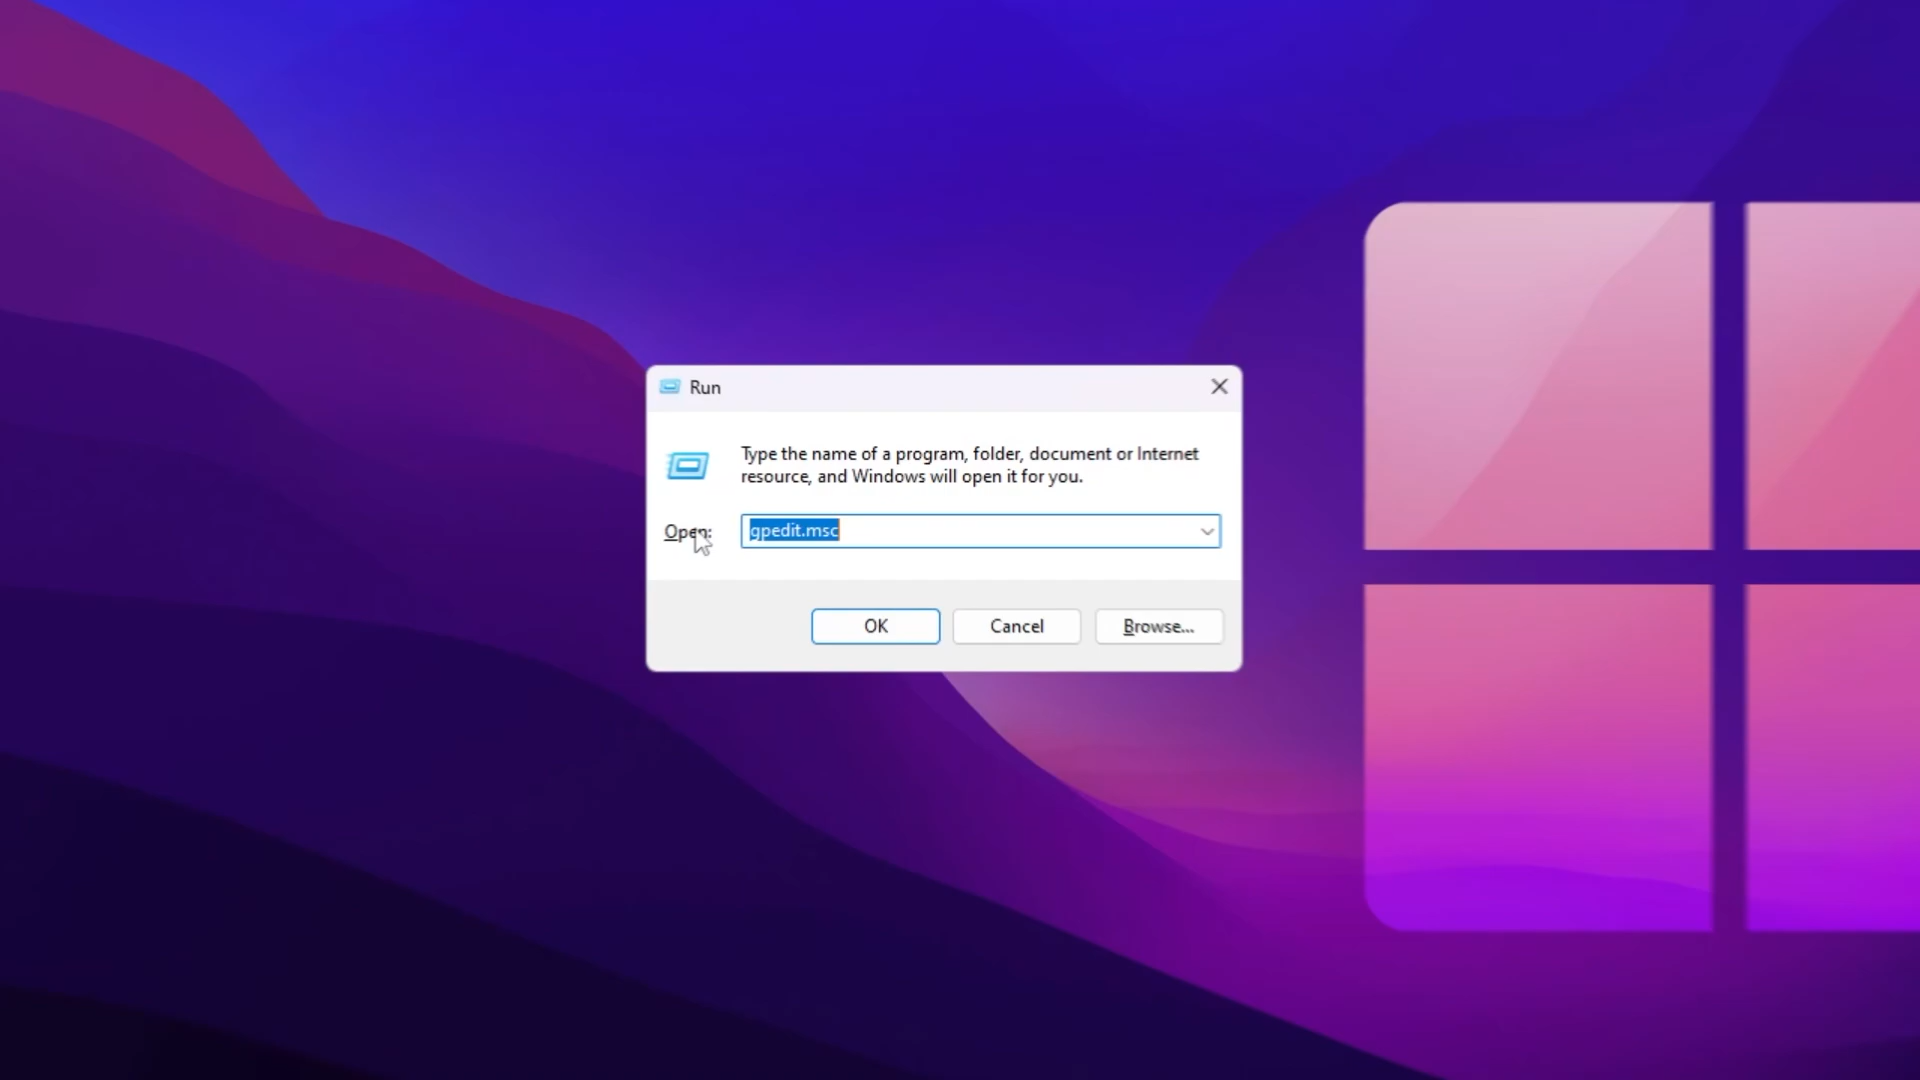 Run
Type the name of a program, folder, document or Internet
resource, and Windows will open it for you.
Open: gpedit.msc
OK Cancel Browse...